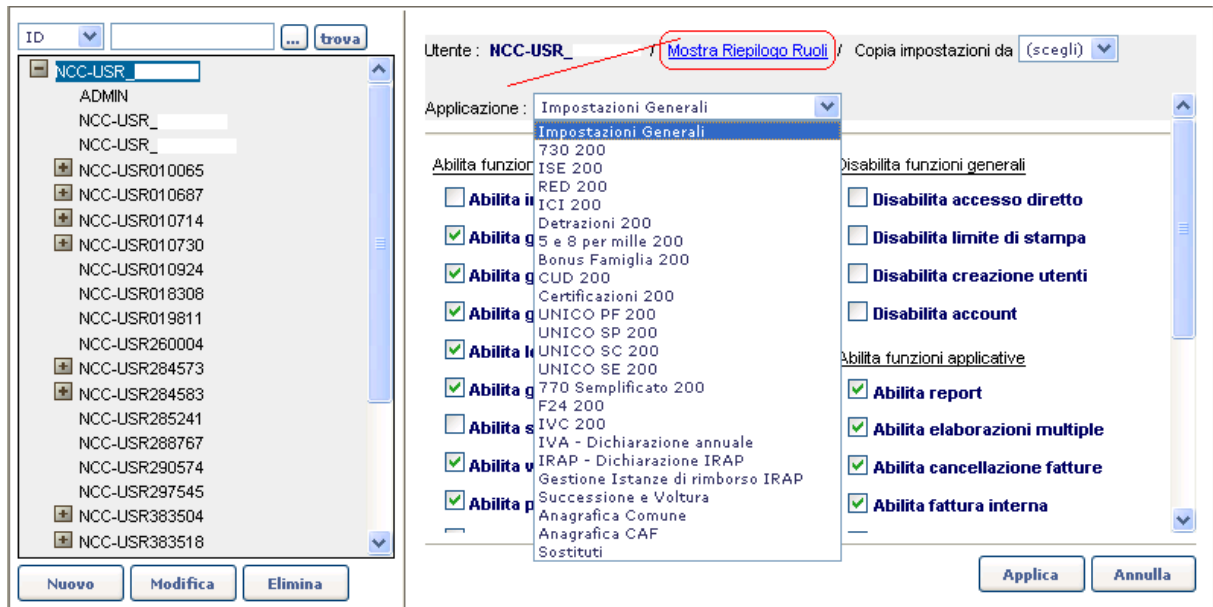 ID
...
trova
NCC-USR_
ADMIN
NCC-USR_
NCC-USR_
NCC-USR010065
NCC-USR010687
NCC-USR010714
NCC-USR010730
NCC-USR010924
NCC-USR018308
NCC-USR019811
NCC-USR260004
NCC-USR284573
NCC-USR284583
NCC-USR285241
NCC-USR288767
NCC-USR290574
NCC-USR297545
NCC-USR383504
NCC-USR383518
Nuovo Modifica Elimina
Utente : NCC-USR_ / Mostra Riepilogo Ruoli / Copia impostazioni da (scegli)
Applicazione : Impostazioni Generali
Impostazioni Generali
730 200
ISE 200
RED 200
ICI 200
Detrazioni 200
5 e 8 per mille 200
Bonus Famiglia 200
CUD 200
Certificazioni 200
UNICO PF 200
UNICO SP 200
UNICO SC 200
UNICO SE 200
770 Semplificato 200
F24 200
IVC 200
IVA - Dichiarazione annuale
IRAP - Dichiarazione IRAP
Gestione Istanze di rimborso IRAP
Successione e Voltura
Anagrafica Comune
Anagrafica CAF
Sostituti
Abilita funzion
Abilita i
Abilita g
Abilita g
Abilita g
Abilita l
Abilita g
Abilita s
Abilita v
Abilita p
Disabilita funzioni generali
Disabilita accesso diretto
Disabilita limite di stampa
Disabilita creazione utenti
Disabilita account
Abilita funzioni applicative
Abilita report
Abilita elaborazioni multiple
Abilita cancellazione fatture
Abilita fattura interna
Applica Annulla